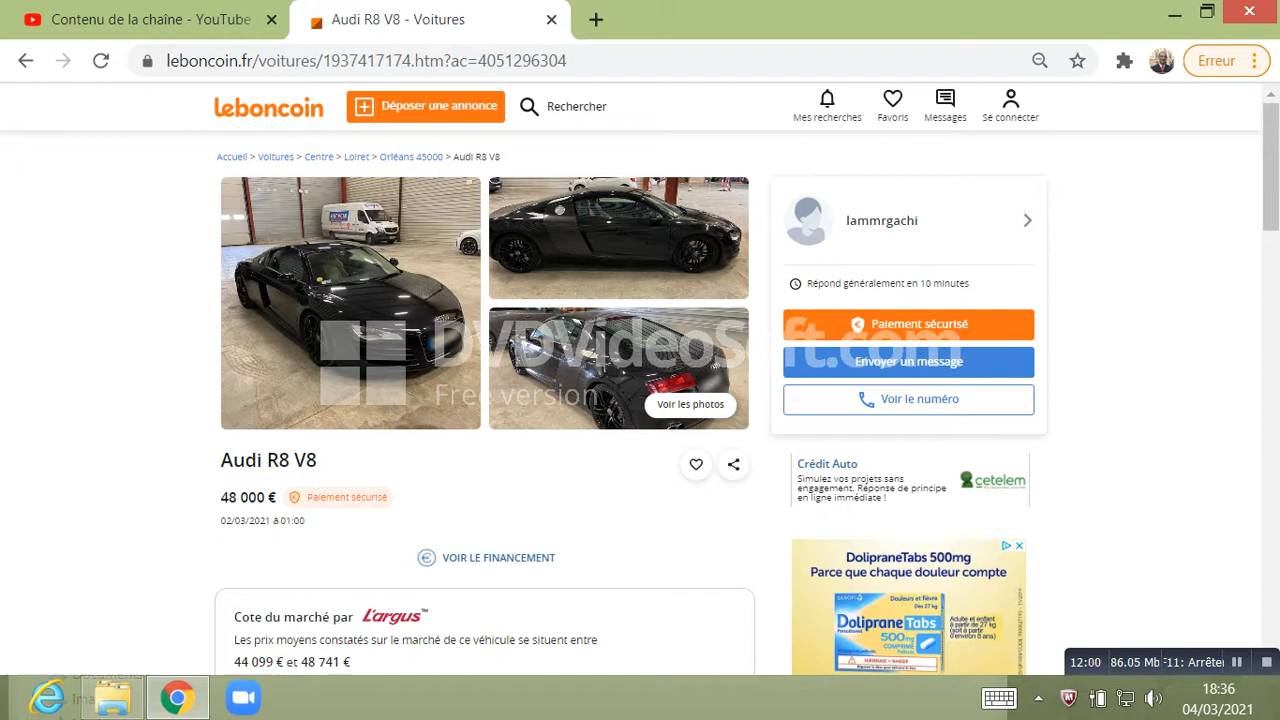 Contenu de la chaîne - YouTube
Audi R8 V8 - Voitures
leboncoin.fr/voitures/1937417174.htm?ac=4051296304
Erreur
leboncoin
Déposer une annonce
Rechercher
Mes recherches
Favoris
Messages
Se connecter
Accueil > Voitures > Centre > Loiret > Orléans 45000 > Audi R8 V8
lammrgachi
Répond généralement en 10 minutes
Paiement sécurisé
Envoyer un message
Voir le numéro
DVDVideoSoft.com
Free version
Voir les photos
Audi R8 V8
48 000 €
Paiement sécurisé
02/03/2021 à 01:00
VOIR LE FINANCEMENT
Cote du marché par L'argus™
Les prix moyens constatés sur le marché de ce véhicule se situent entre
44 099 € et 48 741 €
Crédit Auto
Simulez vos projets sans
engagement. Réponse de principe
en ligne immédiate !
cetelem
DolipraneTabs 500mg
Parce que chaque douleur compte
Doliprane Tabs
500mg
COMPRIMÉ
12:00
86.05 Mb
-11: Arrête
18:36
04/03/2021